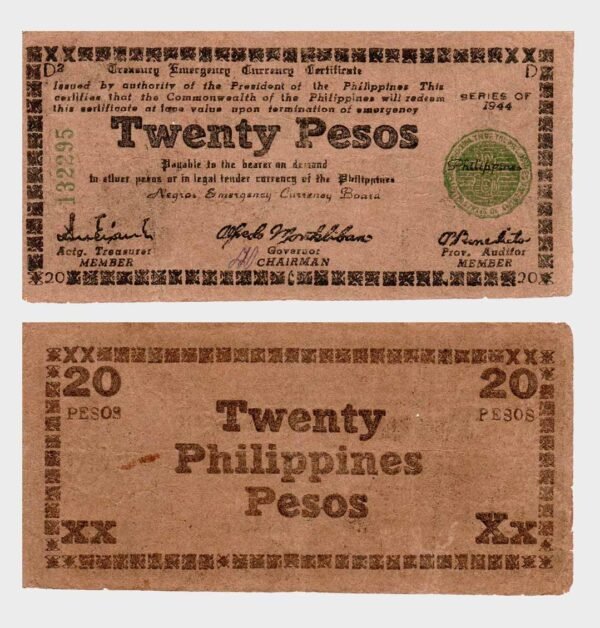 XX XX
D2 Treasury Emergency Currency Certificate D
Issued by authority of the President of the Philippines This
certifies that the Commonwealth of the Philippines will redeem
this certificate at face value upon termination of emergency
SERIES OF
1944
Twenty Pesos
132295
Payable to the bearer on demand
in silver pesos or in legal tender currency of the Philippines
Negros Emergency Currency Board
Philippines
Alfredo Montelibano
Actg. Treasurer Governor Prov. Auditor
MEMBER CHAIRMAN MEMBER
20 20
XX XX
20 20
PESOS PESOS
Twenty
Philippines
Pesos
XX Xx